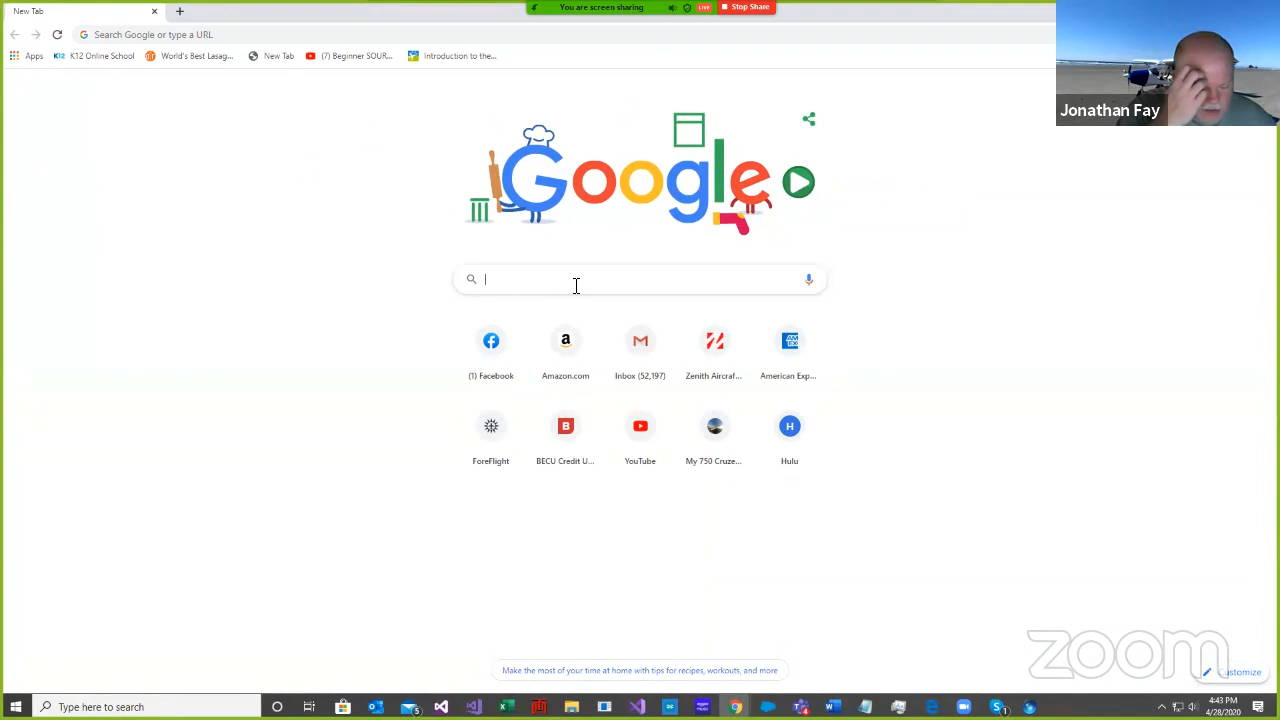 You are screen sharing LIVE Stop Share
New Tab
Search Google or type a URL
Apps K12 K12 Online School World's Best Lasag... New Tab (7) Beginner SOUR... Introduction to the...
Jonathan Fay
Google
(1) Facebook Amazon.com Inbox (52,197) Zenith Aircraf... American Exp...
ForeFlight BECU Credit U... YouTube My 750 Cruze... Hulu
Make the most of your time at home with tips for recipes, workouts, and more
zoom
Customize
Type here to search
4:43 PM
4/28/2020